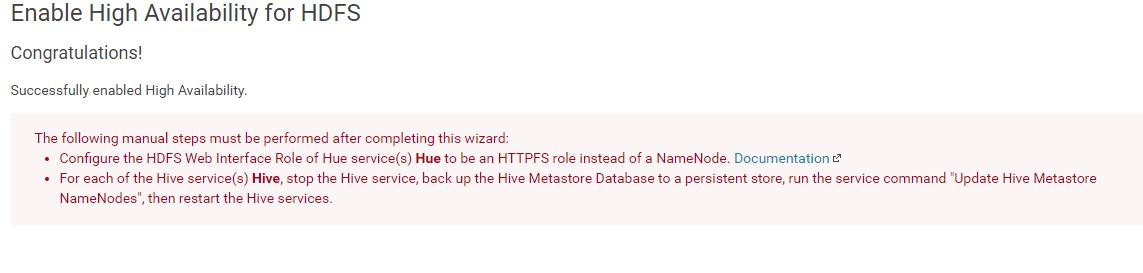 Enable High Availability for HDFS
Congratulations!
Successfully enabled High Availability.
The following manual steps must be performed after completing this wizard:
• Configure the HDFS Web Interface Role of Hue service(s) Hue to be an HTTPFS role instead of a NameNode. Documentation
• For each of the Hive service(s) Hive, stop the Hive service, back up the Hive Metastore Database to a persistent store, run the service command "Update Hive Metastore
NameNodes", then restart the Hive services.